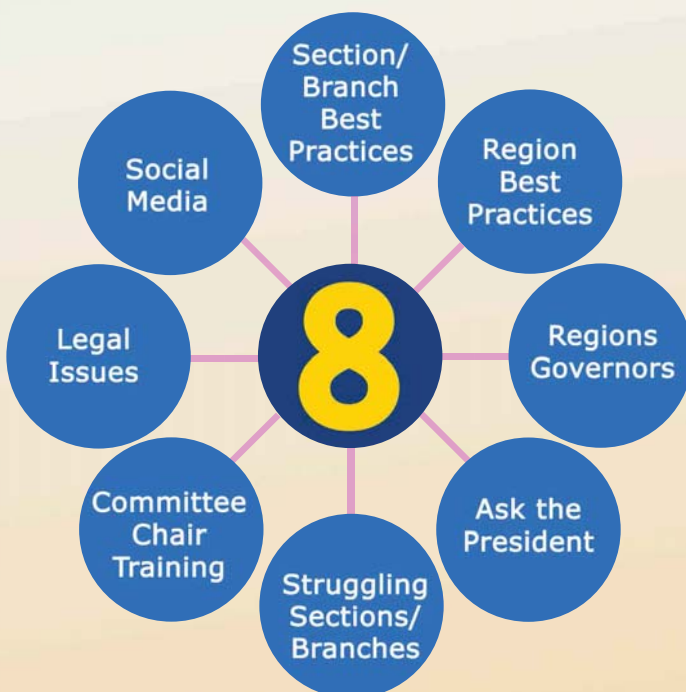 Section/
Branch
Best
Practices
Region
Best
Practices
Regions
Governors
Ask the
President
Struggling
Sections/
Branches
Committee
Chair
Training
Legal
Issues
Social
Media
8